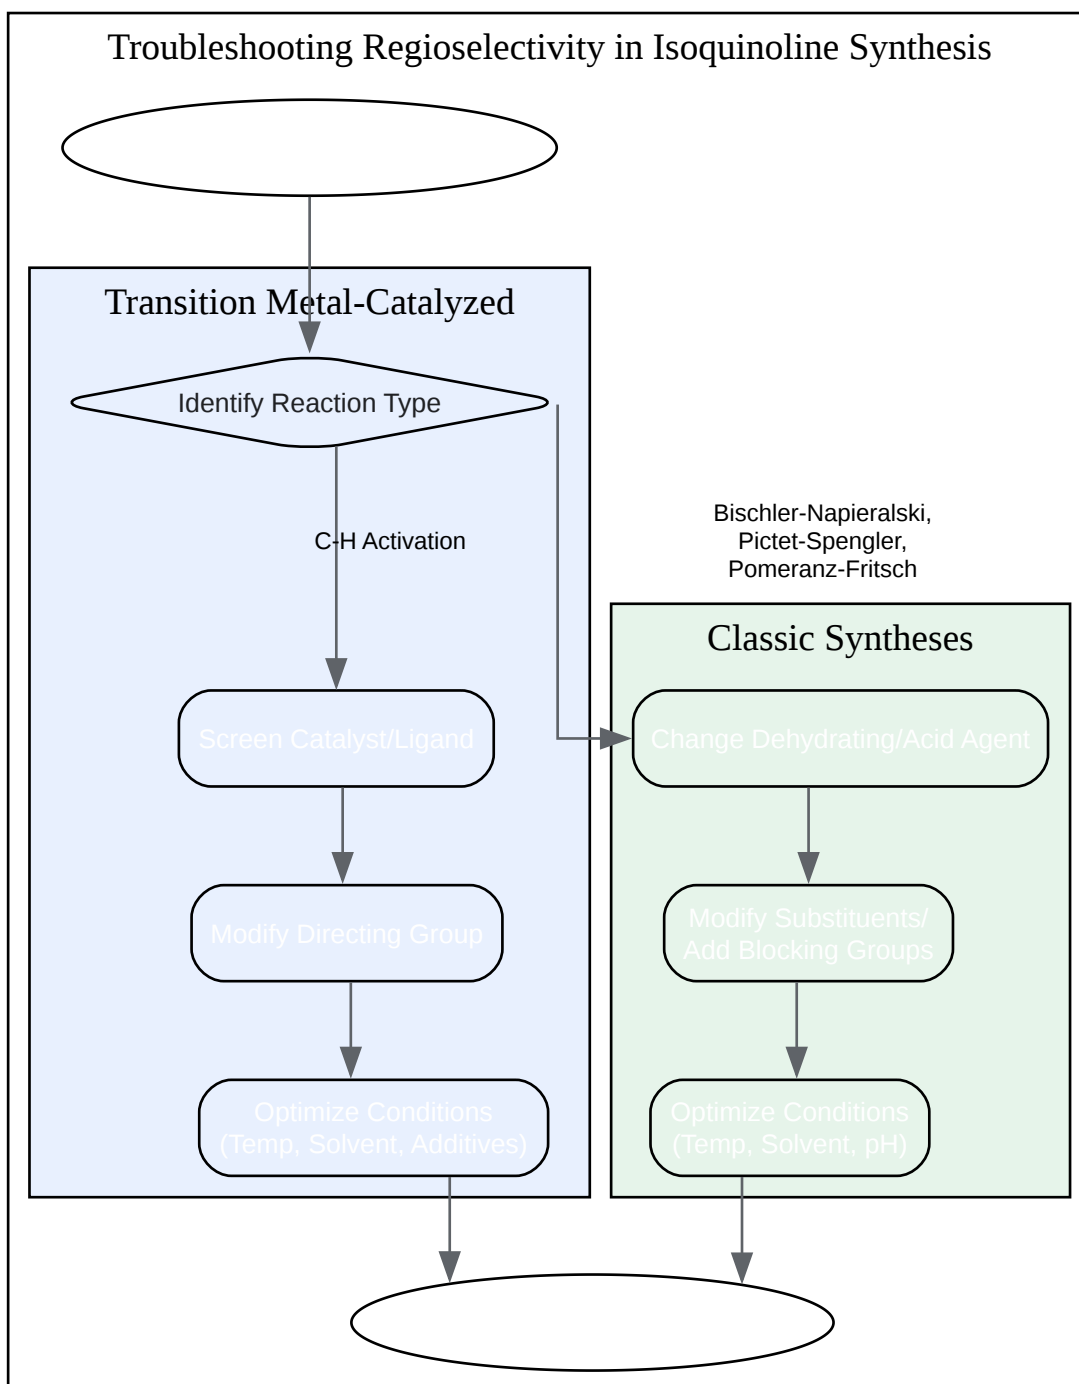 Troubleshooting Regioselectivity in Isoquinoline Synthesis
Transition Metal-Catalyzed
Identify Reaction Type
C-H Activation
Bischler-Napieralski,
Pictet-Spengler,
Pomeranz-Fritsch
Classic Syntheses
Screen Catalyst/Ligand
Change Dehydrating/Acid Agent
Modify Directing Group
Modify Substituents/
Add Blocking Groups
Optimize Conditions
(Temp, Solvent, Additives)
Optimize Conditions
(Temp, Solvent, pH)